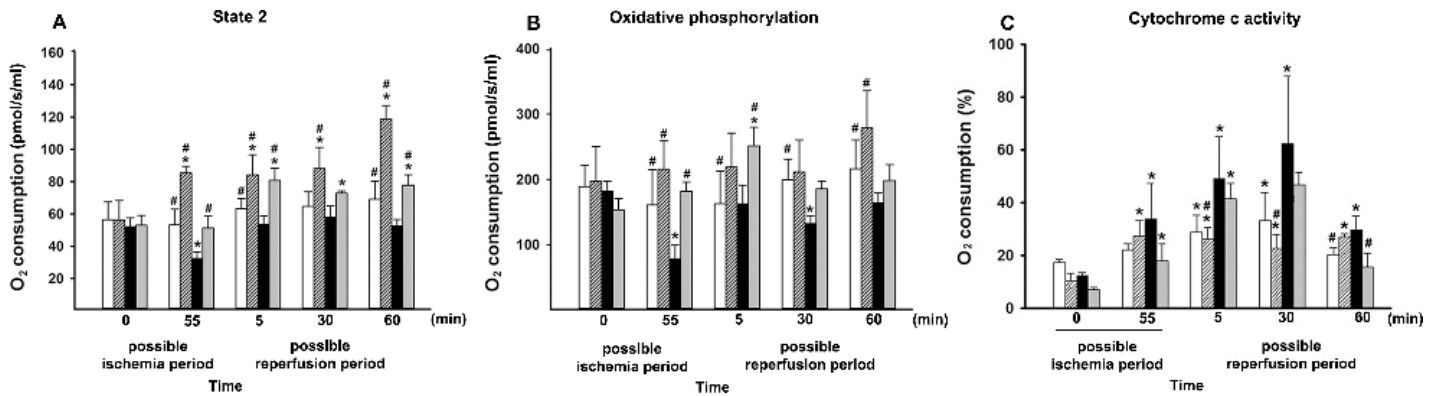 A
State 2
O₂ consumption (pmol/s/ml)
160
140
120
100
80
60
40
20
# # # # # # # # #
* * * * * * * *
0 55 5 30 60 (min)
possible
ischemia period
possible
reperfusion period
Time
B
Oxidative phosphorylation
O₂ consumption (pmol/s/ml)
400
300
200
100
# # # # # # # #
* * *
0 55 5 30 60 (min)
possible
ischemia period
possible
reperfusion period
Time
C
Cytochrome c activity
O₂ consumption (%)
100
80
60
40
20
0
* * * * * * * * * * * *
# # # #
0 55 5 30 60 (min)
possible
ischemia period
possible
reperfusion period
Time